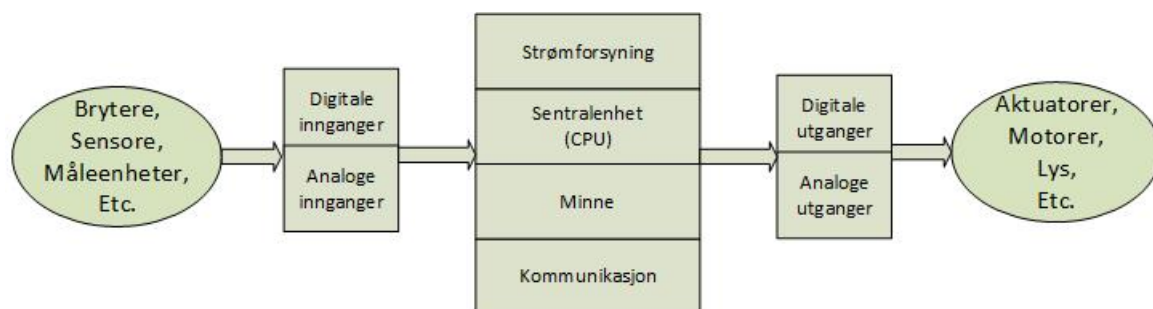 Brytere,
Sensore,
Måleenheter,
Etc.
Digitale
innganger
Analoge
innganger
Strømforsyning
Sentralenhet
(CPU)
Minne
Kommunikasjon
Digitale
utganger
Analoge
utganger
Aktuatorer,
Motorer,
Lys,
Etc.